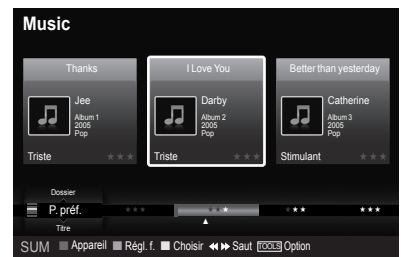 Music
Thanks
I Love You
Better than yesterday
Jee
Album 1
2005
Pop
Triste ★★★
Darby
Album 2
2005
Pop
Triste ★★★
Catherine
Album 3
2005
Pop
Stimulant ★★★
Dossier
P. préf. ★★★ ★★★ ★★★ ★★★
Titre
SUM Appareil Régl. f. Choisir ◀◀ ▶▶ Saut TOOLS Option